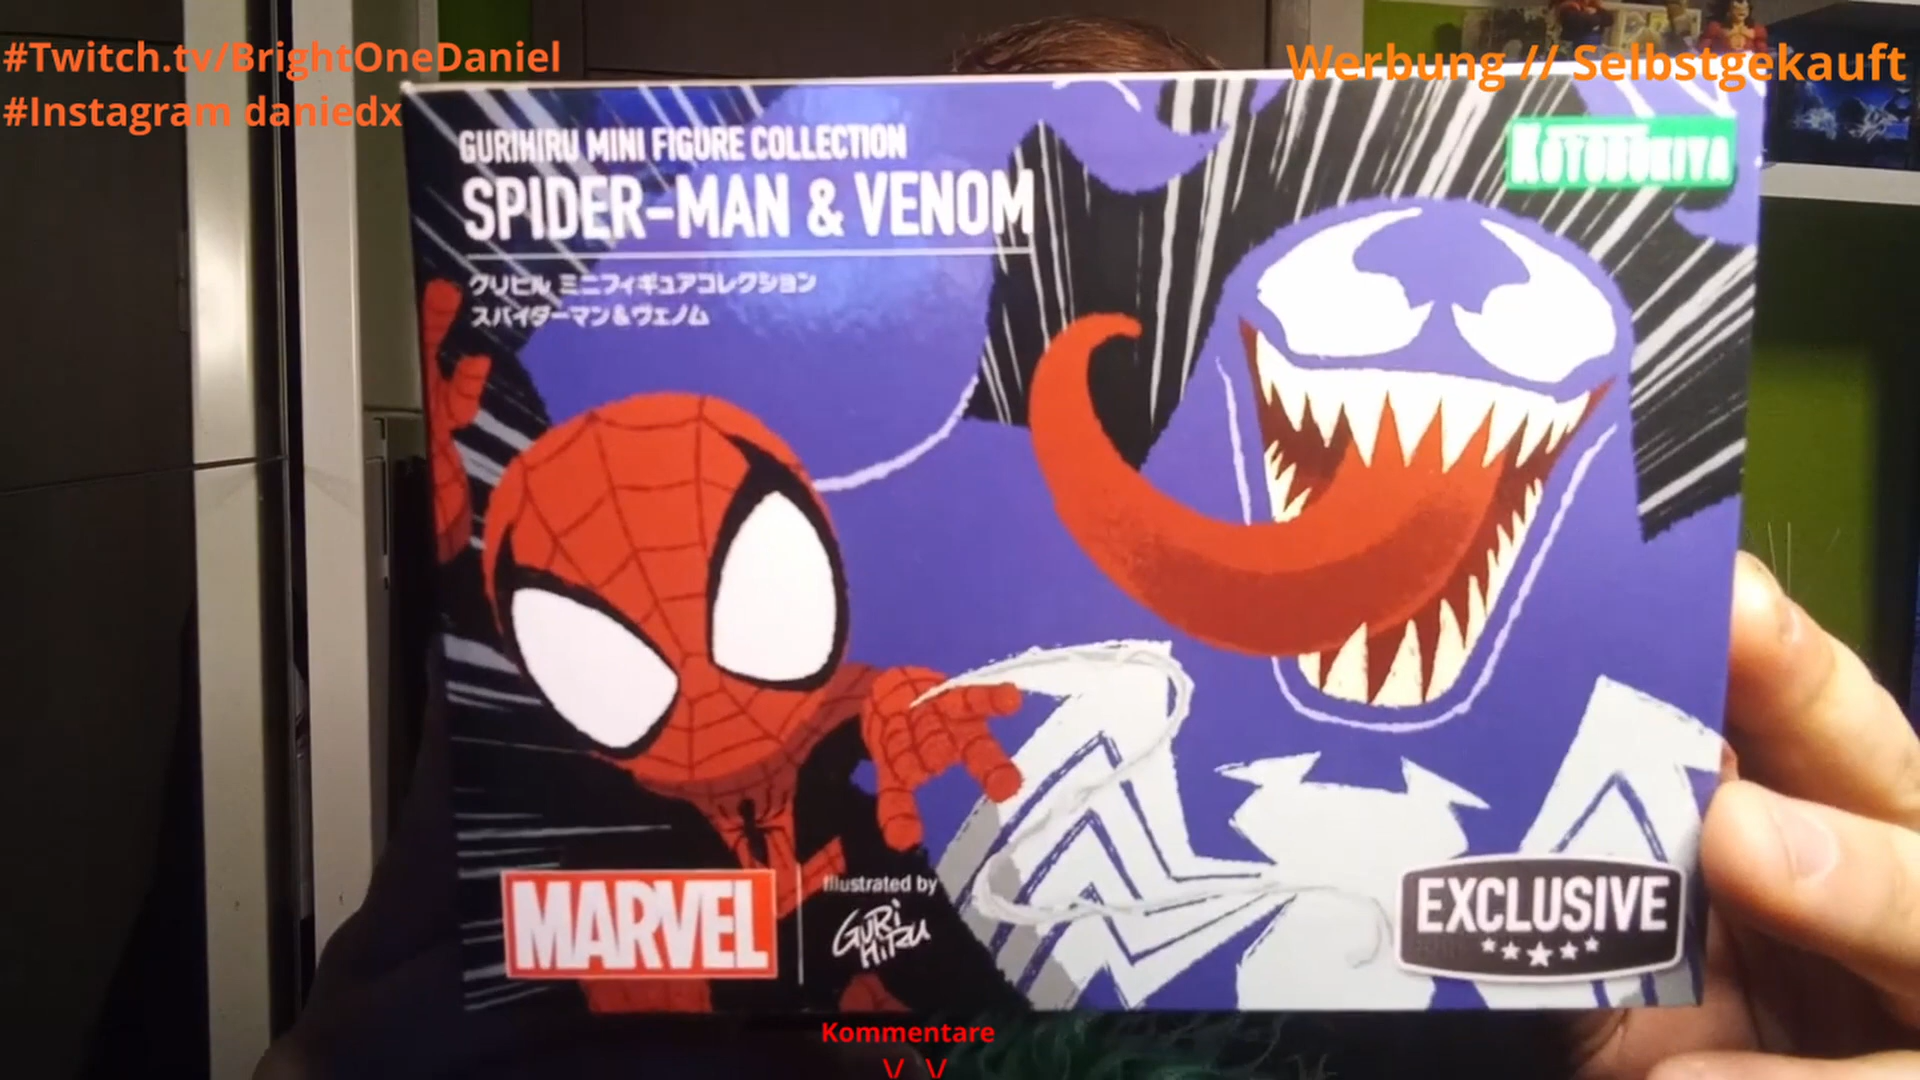 #Twitch.tv/BrightOneDaniel
#Instagram daniedx
Werbung // Selbstgekauft
GURIHIRU MINI FIGURE COLLECTION
SPIDER-MAN & VENOM
グリヒル ミニフィギュアコレクション
スパイダーマン&ヴェノム
KOTOBUKIYA
MARVEL
Illustrated by
GURI
HIRU
EXCLUSIVE
Kommentare
V V